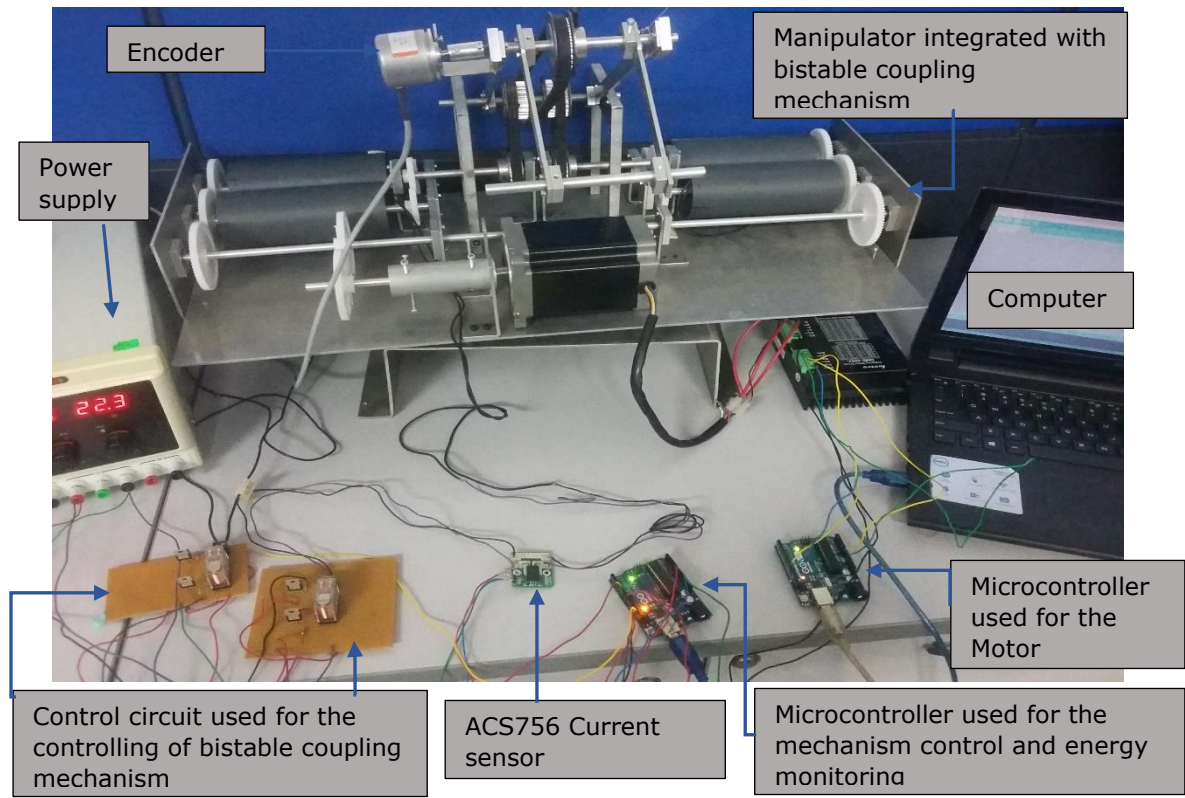 Encoder
Manipulator integrated with
bistable coupling
mechanism
Power
supply
22.3
Computer
Microcontroller
used for the
Motor
Control circuit used for the
controlling of bistable coupling
mechanism
ACS756 Current
sensor
Microcontroller used for the
mechanism control and energy
monitoring